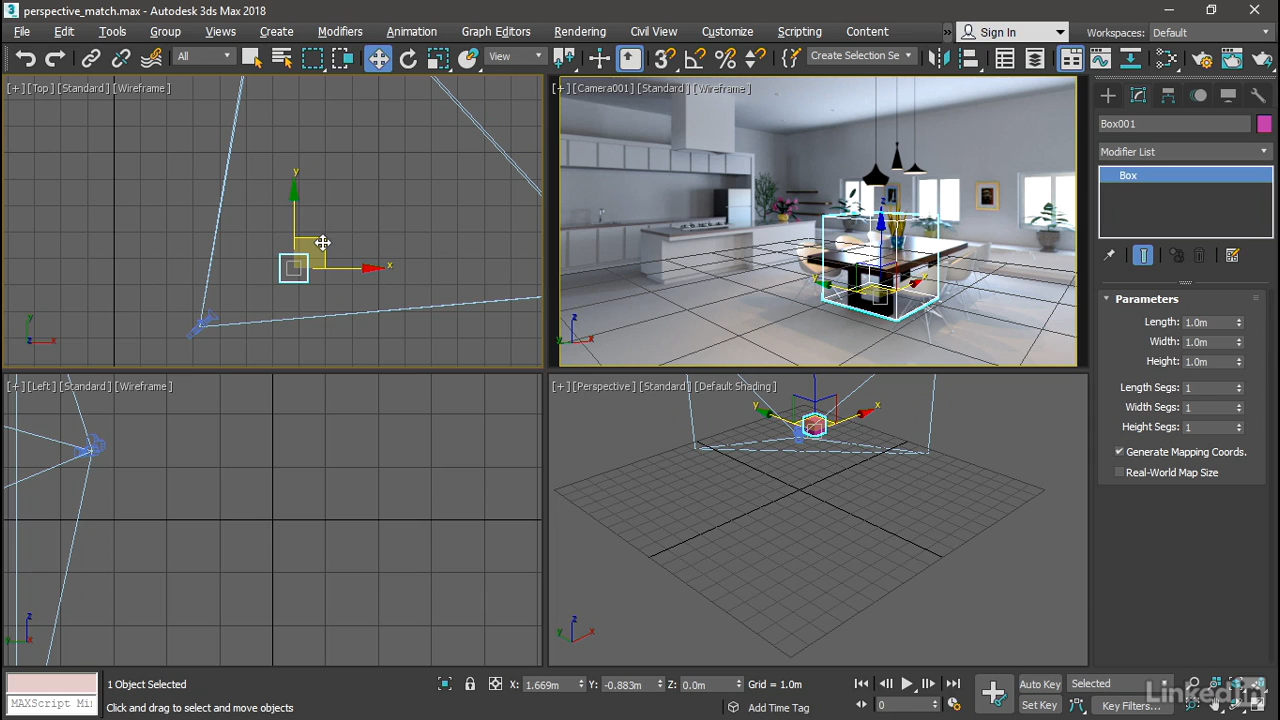 perspective_match.max - Autodesk 3ds Max 2018
File Edit Tools Group Views Create Modifiers Animation Graph Editors Rendering Civil View Customize Scripting Content » Sign In Workspaces: Default
All View Create Selection Se
[+] [Top] [Standard] [Wireframe]
y
x
y
z x
[+] [Camera001] [Standard] [Wireframe]
z
y x
z
y x
[+] [Left] [Standard] [Wireframe]
z
y x
[+] [Perspective] [Standard] [Default Shading]
y x
z
y x
Box001
Modifier List
Box
Parameters
Length: 1.0m
Width: 1.0m
Height: 1.0m
Length Segs: 1
Width Segs: 1
Height Segs: 1
Generate Mapping Coords.
Real-World Map Size
MAXScript Mi
1 Object Selected
X: 1.669m Y: -0.883m Z: 0.0m Grid = 1.0m
Click and drag to select and move objects
Add Time Tag
0
Auto Key Selected
Set Key Key Filters...
LinkedIn